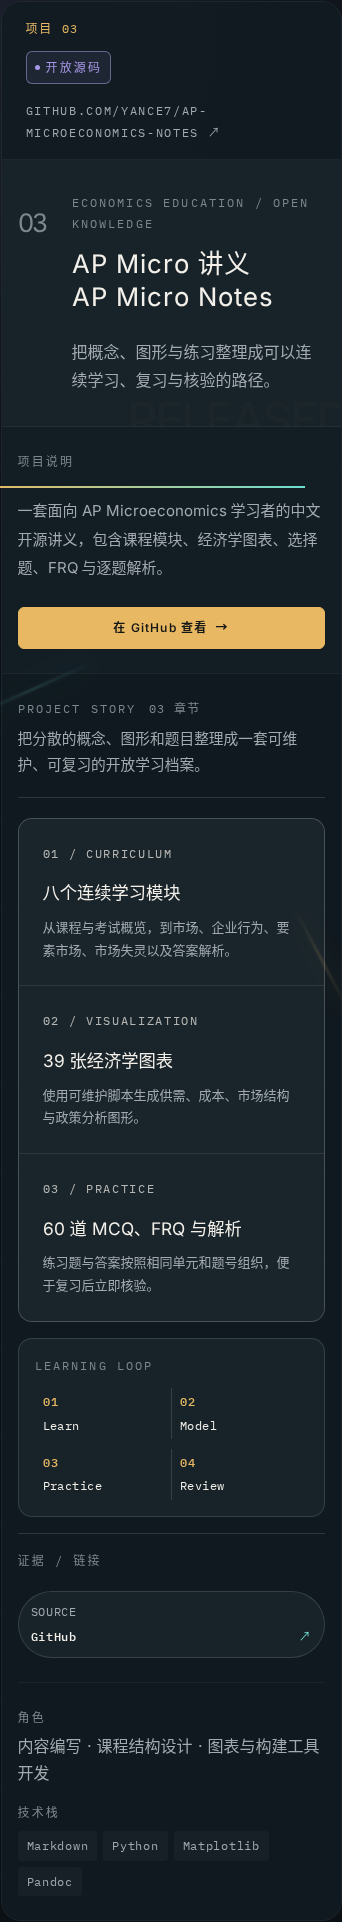 项目 03
开放源码
GITHUB.COM/YANCE7/AP-
MICROECONOMICS-NOTES ↗
03
ECONOMICS EDUCATION / OPEN
KNOWLEDGE
AP Micro 讲义
AP Micro Notes
把概念、图形与练习整理成可以连
续学习、复习与核验的路径。
RELEASED
项目说明
一套面向 AP Microeconomics 学习者的中文
开源讲义，包含课程模块、经济学图表、选择
题、FRQ 与逐题解析。
在 GitHub 查看 →
PROJECT STORY 03 章节
把分散的概念、图形和题目整理成一套可维
护、可复习的开放学习档案。
01 / CURRICULUM
八个连续学习模块
从课程与考试概览，到市场、企业行为、要
素市场、市场失灵以及答案解析。
02 / VISUALIZATION
39 张经济学图表
使用可维护脚本生成供需、成本、市场结构
与政策分析图形。
03 / PRACTICE
60 道 MCQ、FRQ 与解析
练习题与答案按照相同单元和题号组织，便
于复习后立即核验。
LEARNING LOOP
01 02
Learn Model
03 04
Practice Review
证据 / 链接
SOURCE
GitHub ↗
角色
内容编写 · 课程结构设计 · 图表与构建工具
开发
技术栈
Markdown Python Matplotlib
Pandoc